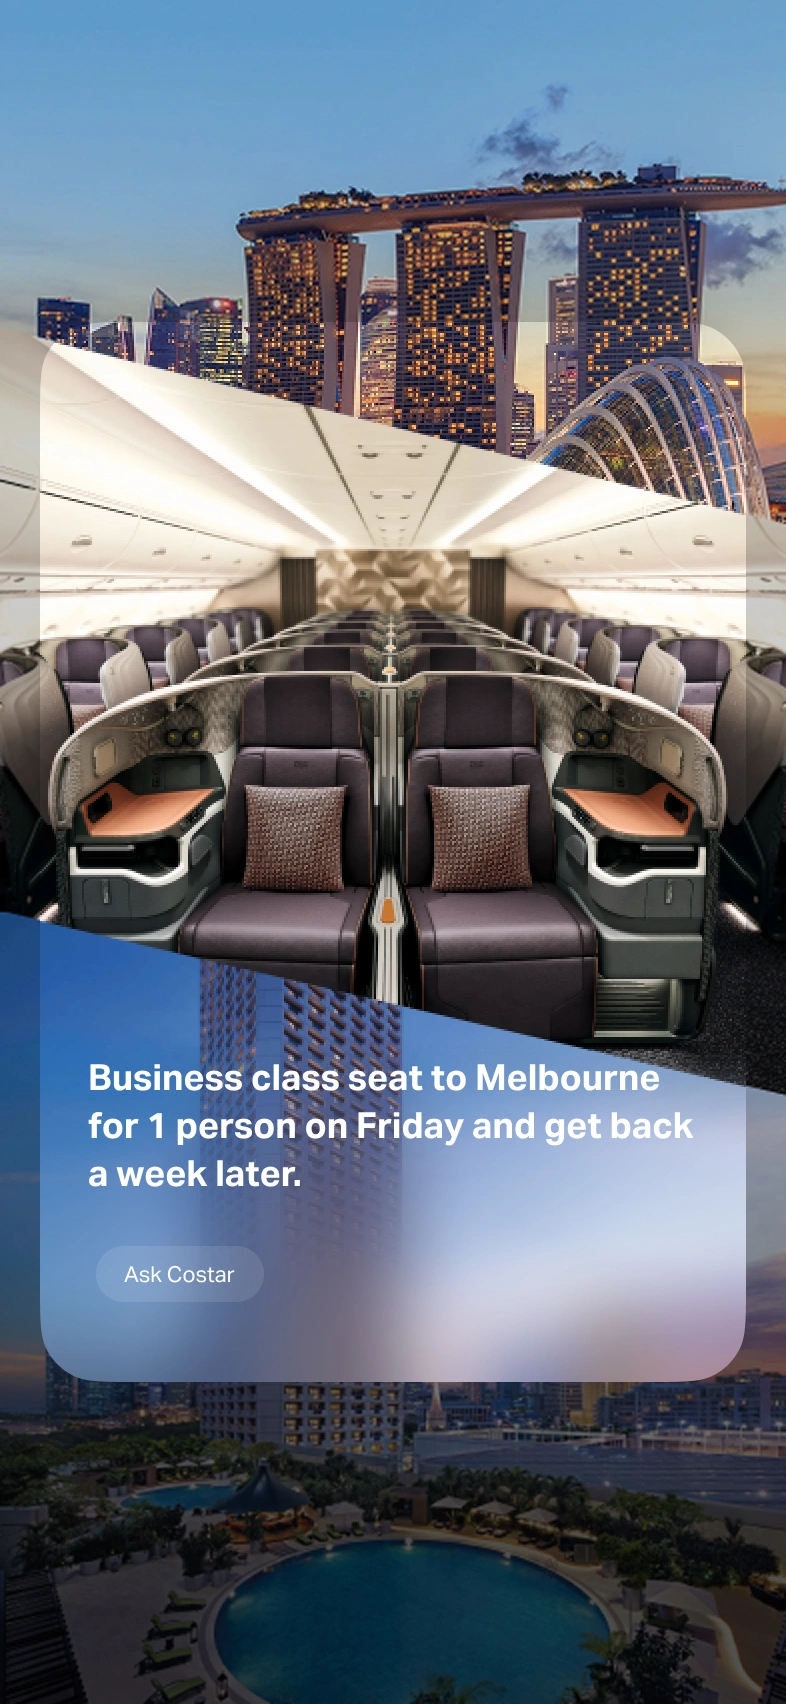 Business class seat to Melbourne
for 1 person on Friday and get back
a week later.
Ask Costar